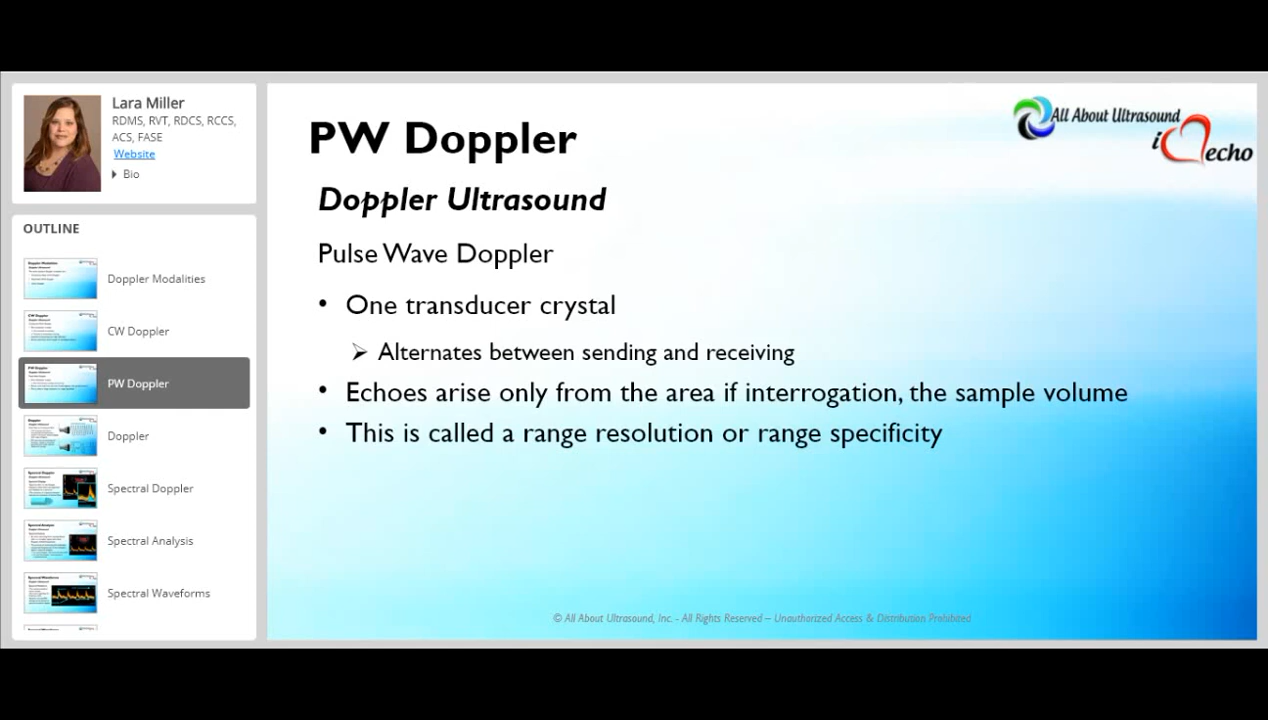 Lara Miller
RDMS, RVT, RDCS, RCCS,
ACS, FASE
Website
Bio
OUTLINE
Doppler Modalities
CW Doppler
PW Doppler
Doppler
Spectral Doppler
Spectral Analysis
Spectral Waveforms
All About Ultrasound
i echo
PW Doppler
Doppler Ultrasound
Pulse Wave Doppler
• One transducer crystal
➢ Alternates between sending and receiving
• Echoes arise only from the area if interrogation, the sample volume
• This is called a range resolution or range specificity
© All About Ultrasound, Inc. - All Rights Reserved – Unauthorized Access & Distribution Prohibited